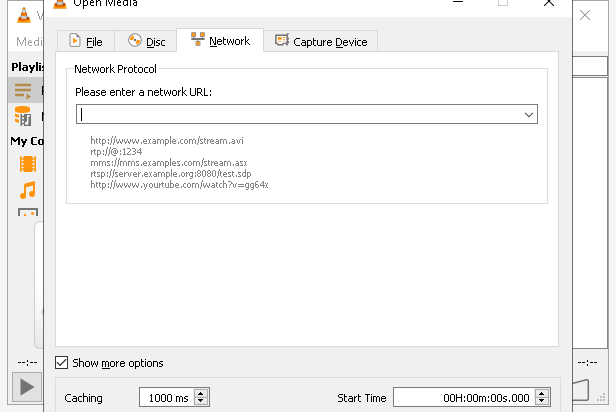 Open Media
Medi
File
Disc
Network
Capture Device
Playlis
Network Protocol
Please enter a network URL:
http://www.example.com/stream.avi
rtp://@:1234
mms://mms.examples.com/stream.asx
rtsp://server.example.org:8080/test.sdp
http://www.yourtube.com/watch?v=gg64x
My Co
--:--
--:--
Show more options
Caching
1000 ms
Start Time
00H:00m:00s.000